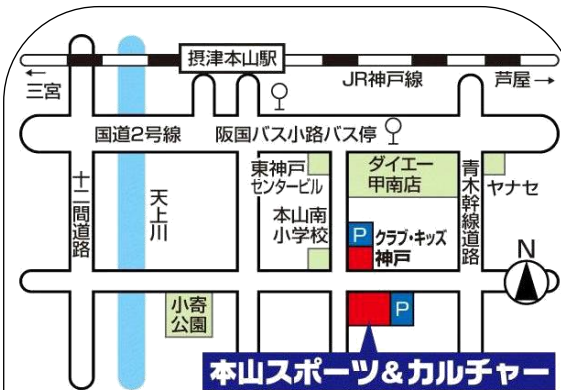 摂津本山駅
←
三宮
JR神戸線
芦屋→
国道2号線
阪国バス小路バス停
十二間道路
天上川
東神戸
センタービル
ダイエー
甲南店
青木幹線道路
ヤナセ
本山南
小学校
P
クラブ・キッズ
神戸
N
小寄
公園
P
本山スポーツ&カルチャー